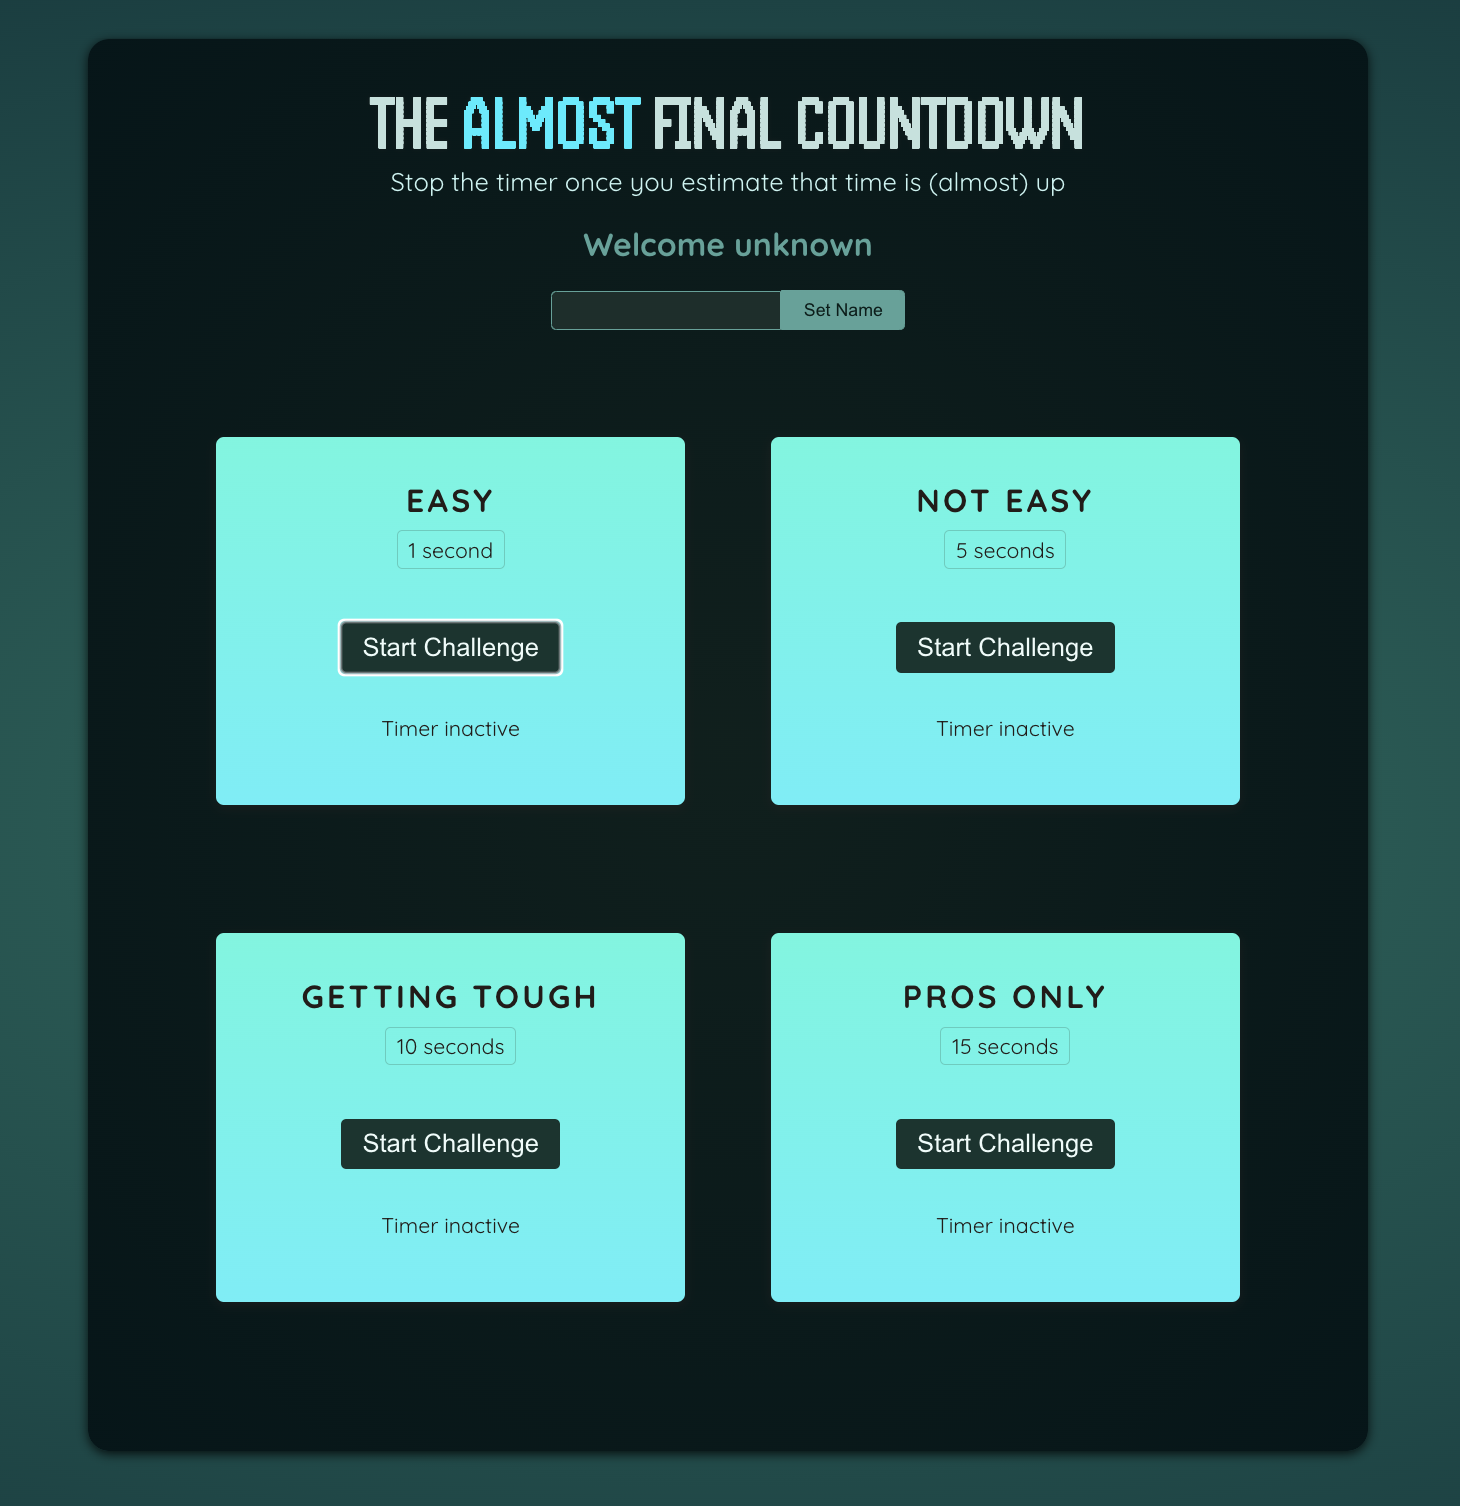 THE ALMOST FINAL COUNTDOWN
Stop the timer once you estimate that time is (almost) up
Welcome unknown
Set Name
EASY
1 second
Start Challenge
Timer inactive
NOT EASY
5 seconds
Start Challenge
Timer inactive
GETTING TOUGH
10 seconds
Start Challenge
Timer inactive
PROS ONLY
15 seconds
Start Challenge
Timer inactive